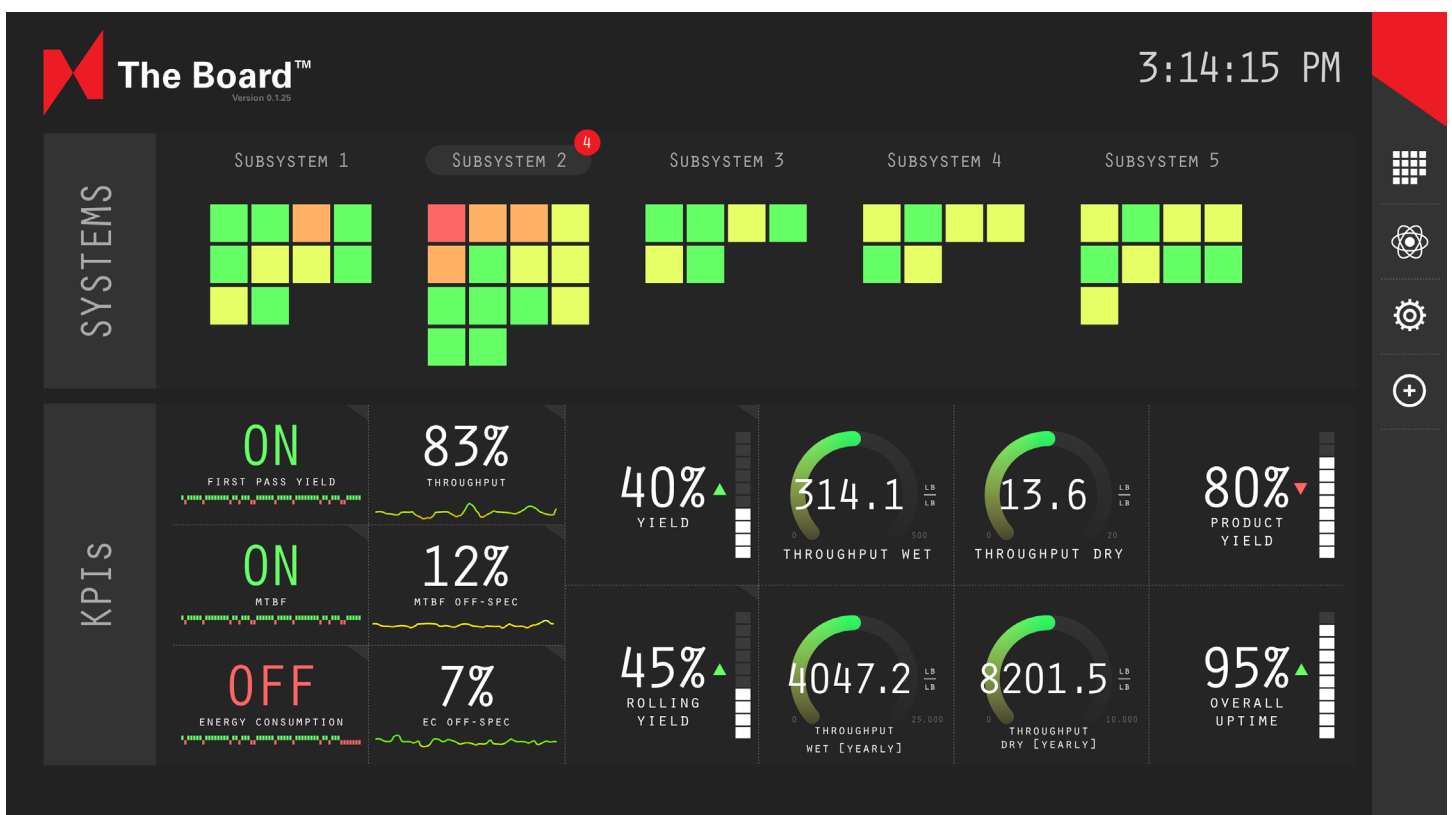 The Board™
Version 0.1.25
3:14:15 PM
SYSTEMS
Subsystem 1
Subsystem 2
4
Subsystem 3
Subsystem 4
Subsystem 5
KPIS
ON
FIRST PASS YIELD
83%
THROUGHPUT
ON
MTBF
12%
MTBF OFF-SPEC
OFF
ENERGY CONSUMPTION
7%
EC OFF-SPEC
40%
YIELD
45%
ROLLING
YIELD
314.1 LB
LB
0 500
THROUGHPUT WET
13.6 LB
LB
0 20
THROUGHPUT DRY
80%
PRODUCT
YIELD
4047.2 LB
LB
0 25.000
THROUGHPUT
WET [YEARLY]
8201.5 LB
LB
0 10.000
THROUGHPUT
DRY [YEARLY]
95%
OVERALL
UPTIME